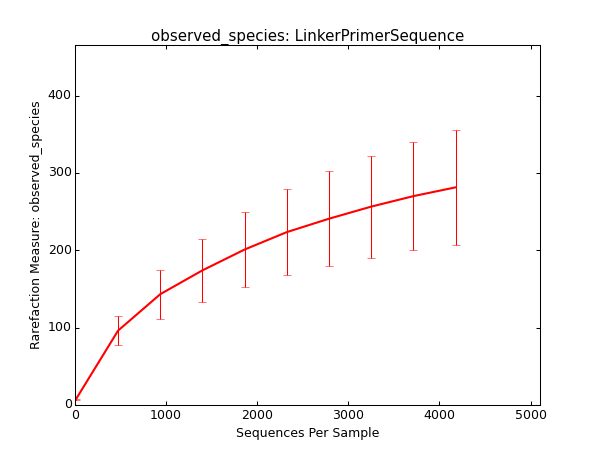 observed_species: LinkerPrimerSequence
Rarefaction Measure: observed_species
400
300
200
100
0
0 1000 2000 3000 4000 5000
Sequences Per Sample